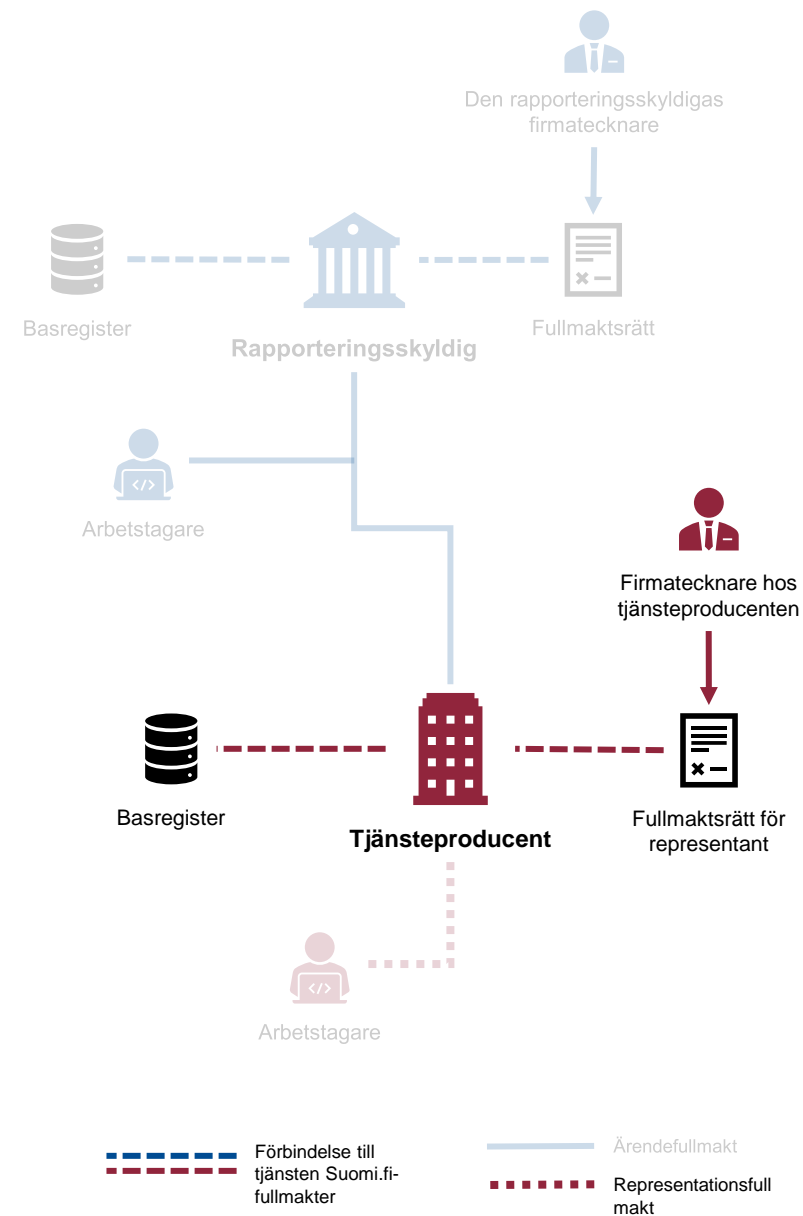 Den rapporteringsskyldigas
firmatecknare
Basregister
Rapporteringsskyldig
Fullmaktsrätt
Arbetstagare
Firmatecknare hos
tjänsteproducenten
Basregister
Tjänsteproducent
Fullmaktsrätt för
representant
Arbetstagare
Förbindelse till
tjänsten Suomi.fi-
fullmakter
Ärendefullmakt
Representationsfull
makt